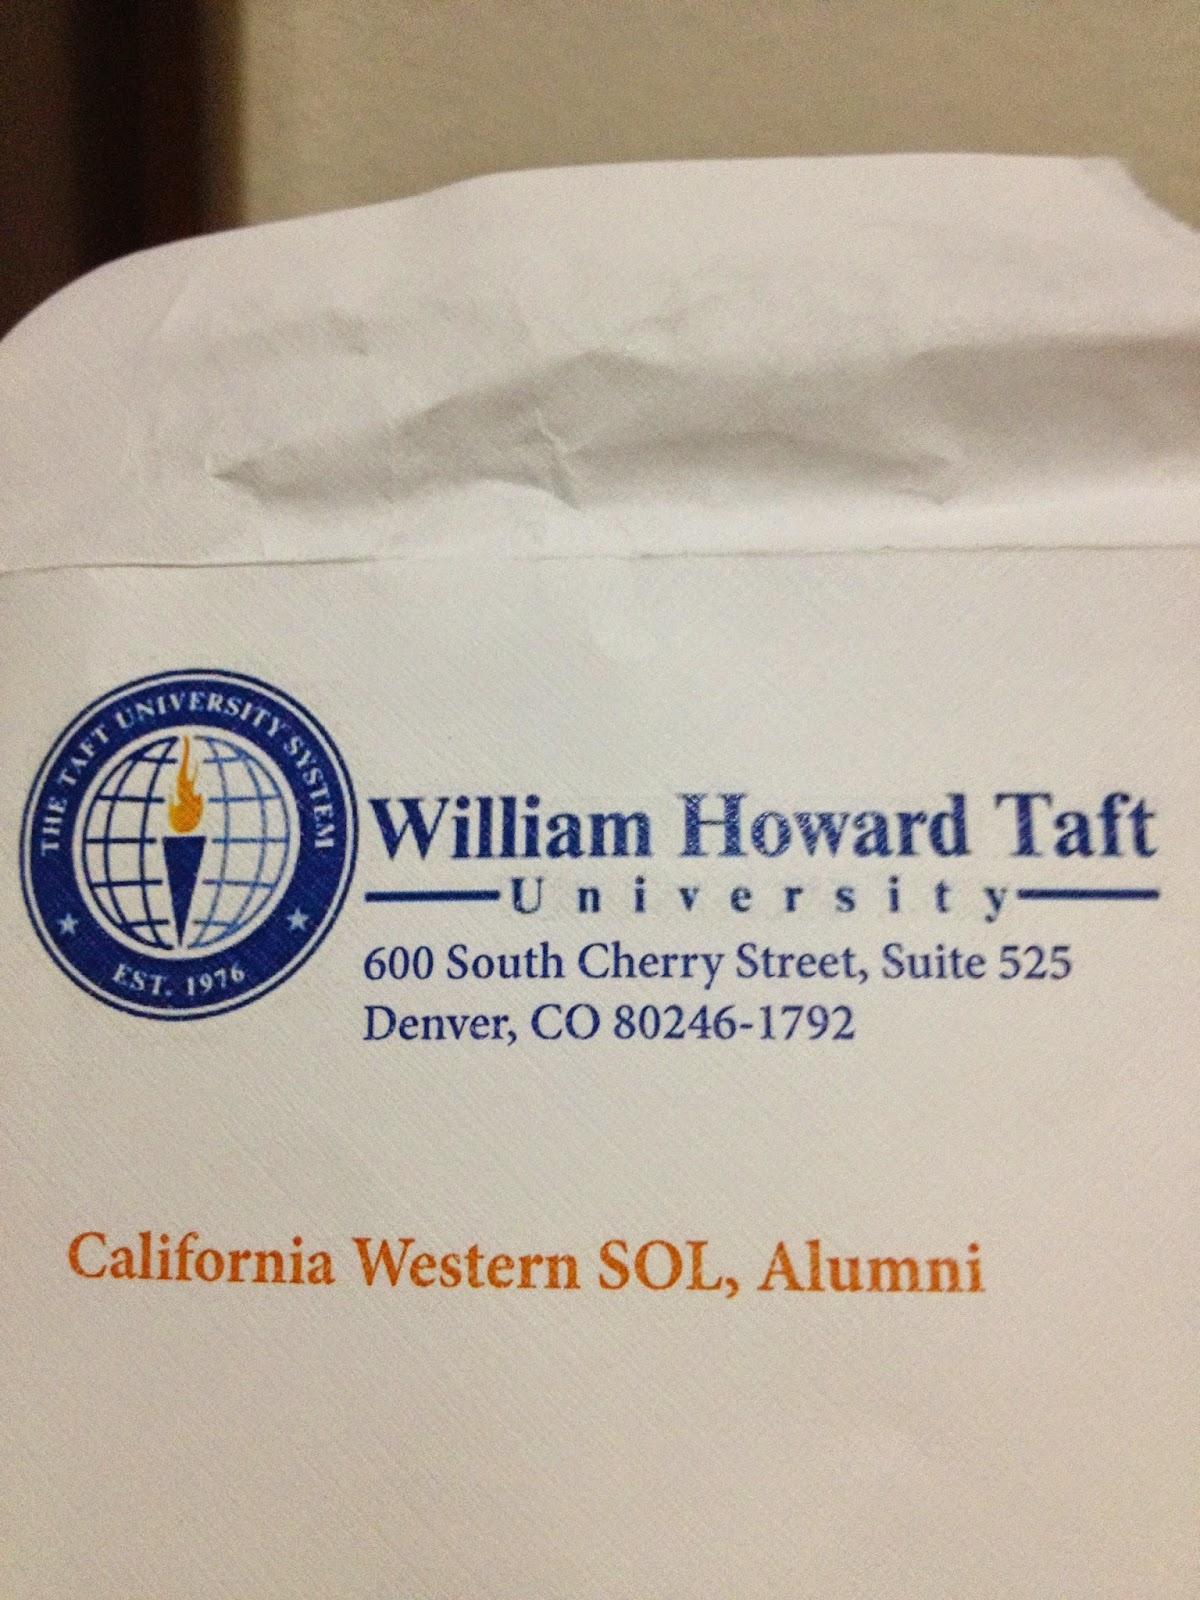 THE TAFT UNIVERSITY SYSTEM
EST. 1976
William Howard Taft
University
600 South Cherry Street, Suite 525
Denver, CO 80246-1792
California Western SOL, Alumni